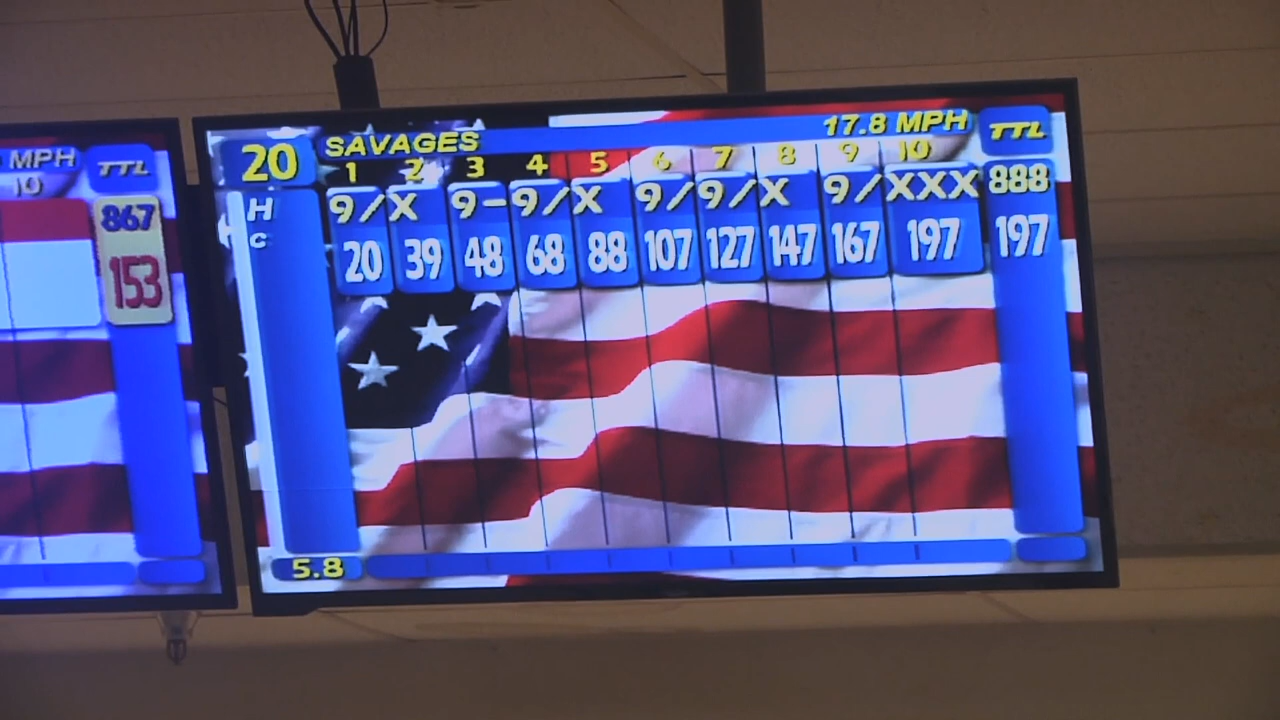 MPH TTL
10
867
153
20 SAVAGES 17.8 MPH TTL
1 2 3 4 5 6 7 8 9 10
H 9/ X 9- 9/ X 9/ 9/ X 9/ XXX 888
C 20 39 48 68 88 107 127 147 167 197 197
5.8